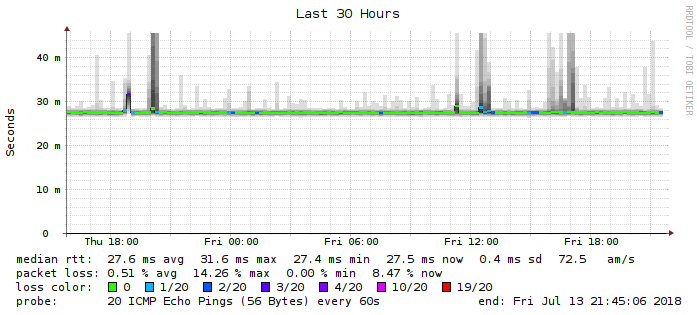 Last 30 Hours
RRDTOOL / TOBI OETIKER
Seconds
40 m
30 m
20 m
10 m
0
Thu 18:00 Fri 00:00 Fri 06:00 Fri 12:00 Fri 18:00
median rtt: 27.6 ms avg 31.6 ms max 27.4 ms min 27.5 ms now 0.4 ms sd 72.5 am/s
packet loss: 0.51 % avg 14.26 % max 0.00 % min 8.47 % now
loss color: 0 1/20 2/20 3/20 4/20 10/20 19/20
probe: 20 ICMP Echo Pings (56 Bytes) every 60s end: Fri Jul 13 21:45:06 2018